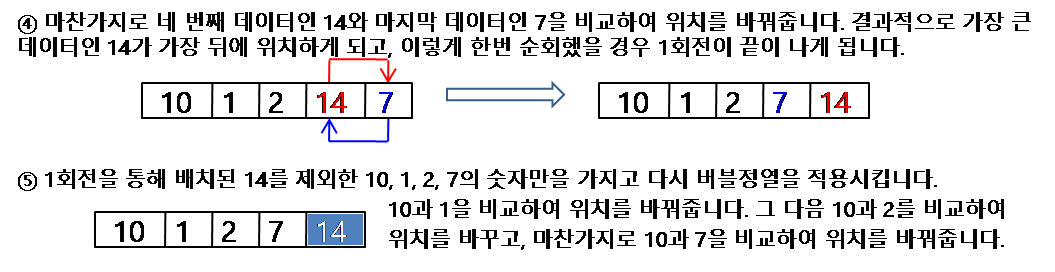 ④ 마찬가지로 네 번째 데이터인 14와 마지막 데이터인 7을 비교하여 위치를 바꿔줍니다. 결과적으로 가장 큰
데이터인 14가 가장 뒤에 위치하게 되고, 이렇게 한번 순회했을 경우 1회전이 끝이 나게 됩니다.
10 1 2 14 7
10 1 2 7 14
⑤ 1회전을 통해 배치된 14를 제외한 10, 1, 2, 7의 숫자만을 가지고 다시 버블정열을 적용시킵니다.
10 1 2 7 14
10과 1을 비교하여 위치를 바꿔줍니다. 그 다음 10과 2를 비교하여
위치를 바꾸고, 마찬가지로 10과 7을 비교하여 위치를 바꿔줍니다.